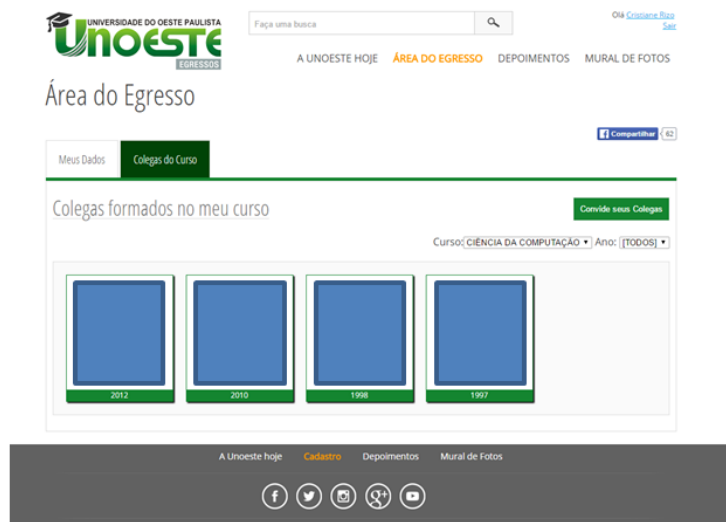 UNIVERSIDADE DO OESTE PAULISTA
UNOESTE
EGRESSOS
Faça uma busca
Olá Cristiane Rizo
Sair
A UNOESTE HOJE ÁREA DO EGRESSO DEPOIMENTOS MURAL DE FOTOS
Área do Egresso
Compartilhar 62
Meus Dados Colegas do Curso
Colegas formados no meu curso
Convide seus Colegas
Curso: CIÊNCIA DA COMPUTAÇÃO Ano: [TODOS]
2012 2010 1998 1997
A Unoeste hoje Cadastro Depoimentos Mural de Fotos